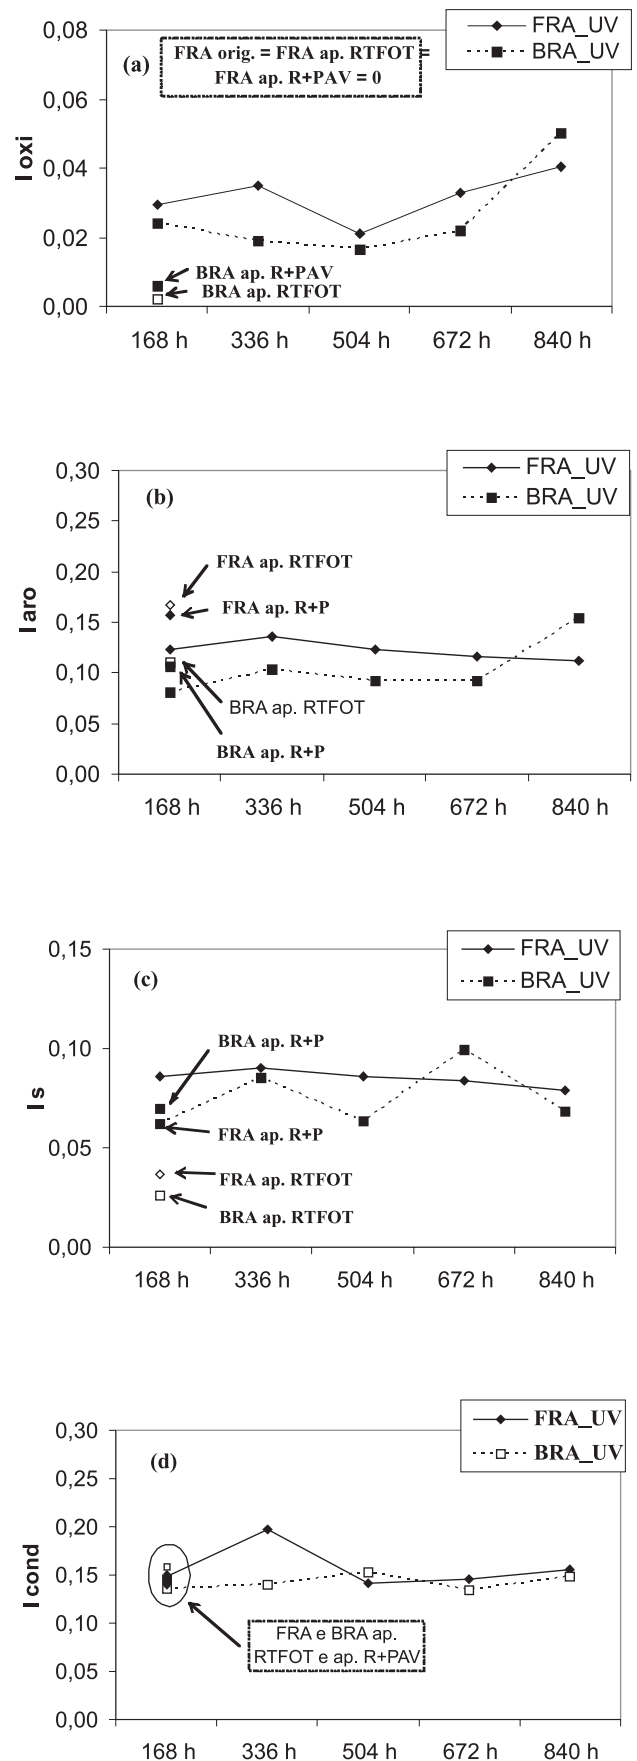 0,08
(a)
FRA orig. = FRA ap. RTFOT =
FRA ap. R+PAV = 0
FRA_UV
BRA_UV
0,06
I oxi
0,04
0,02
BRA ap. R+PAV
BRA ap. RTFOT
0,00
168 h 336 h 504 h 672 h 840 h
0,30
(b)
FRA_UV
BRA_UV
0,25
FRA ap. RTFOT
0,20
FRA ap. R+P
Iaro
0,15
0,10
BRA ap. RTFOT
0,05
BRA ap. R+P
0,00
168 h 336 h 504 h 672 h 840 h
0,15
(c)
FRA_UV
BRA_UV
BRA ap. R+P
0,10
Is
FRA ap. R+P
0,05
FRA ap. RTFOT
BRA ap. RTFOT
0,00
168 h 336 h 504 h 672 h 840 h
0,30
(d)
FRA_UV
BRA_UV
0,25
0,20
Icond
0,15
0,10
FRA e BRA ap.
RTFOT e ap. R+PAV
0,05
0,00
168 h 336 h 504 h 672 h 840 h